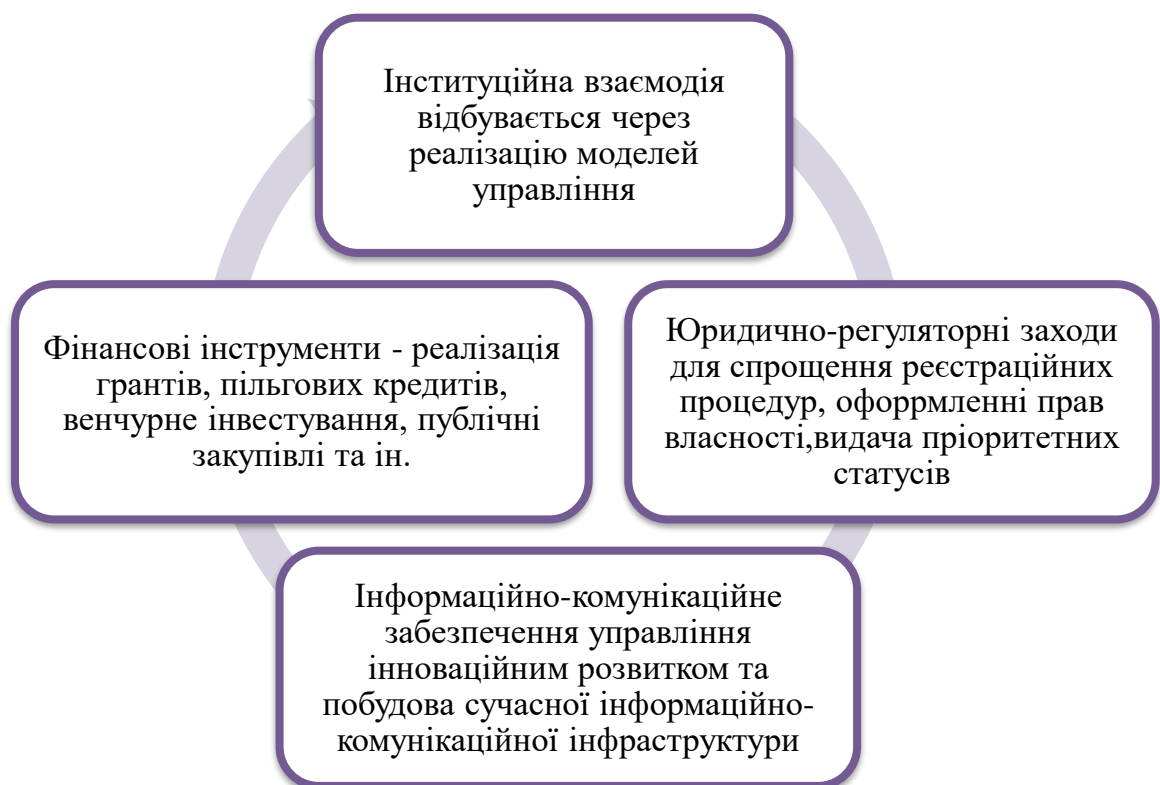 Інституційна взаємодія
відбувається через
реалізацію моделей
управління
Фінансові інструменти - реалізація
грантів, пільгових кредитів,
венчурне інвестування, публічні
закупівлі та ін.
Юридично-регуляторні заходи
для спрощення реєстраційних
процедур, офоррмленні прав
власності,видача пріоритетних
статусів
Інформаційно-комунікаційне
забезпечення управління
інноваційним розвитком та
побудова сучасної інформаційно-
комунікаційної інфраструктури